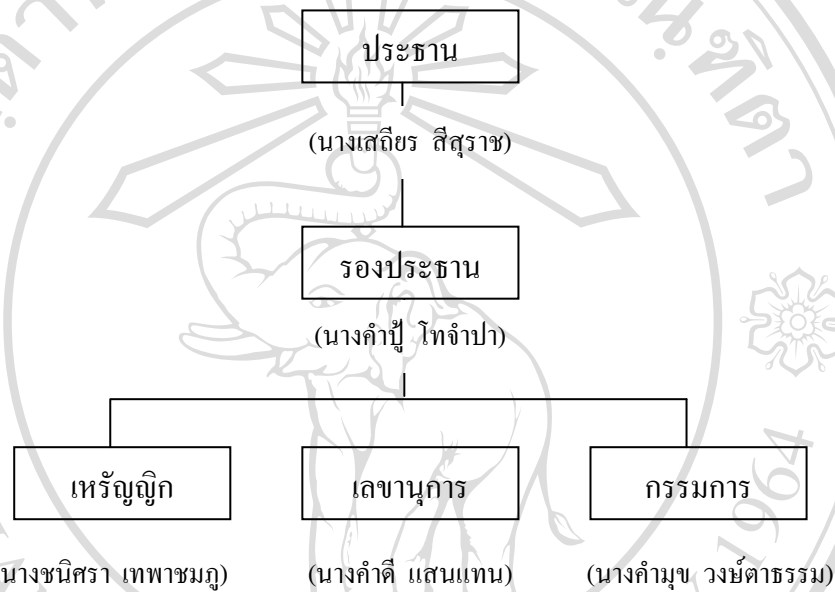 ประธาน
(นางเสถียร สีสุราช)
รองประธาน
(นางคำปู้ โทจำปา)
เหรัญญิก
เลขานุการ
กรรมการ
(นางชนิศรา เทพาชมภู)
(นางคำดี แสนแทน)
(นางคำมุข วงษ์ตาธรรม)
1964